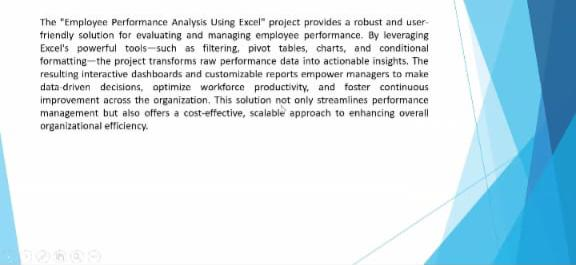 The "Employee Performance Analysis Using Excel" project provides a robust and user-
friendly solution for evaluating and managing employee performance. By leveraging
Excel's powerful tools—such as filtering, pivot tables, charts, and conditional
formatting—the project transforms raw performance data into actionable insights. The
resulting interactive dashboards and customizable reports empower managers to make
data-driven decisions, optimize workforce productivity, and foster continuous
improvement across the organization. This solution not only streamlines performance
management but also offers a cost-effective, scalable approach to enhancing overall
organizational efficiency.